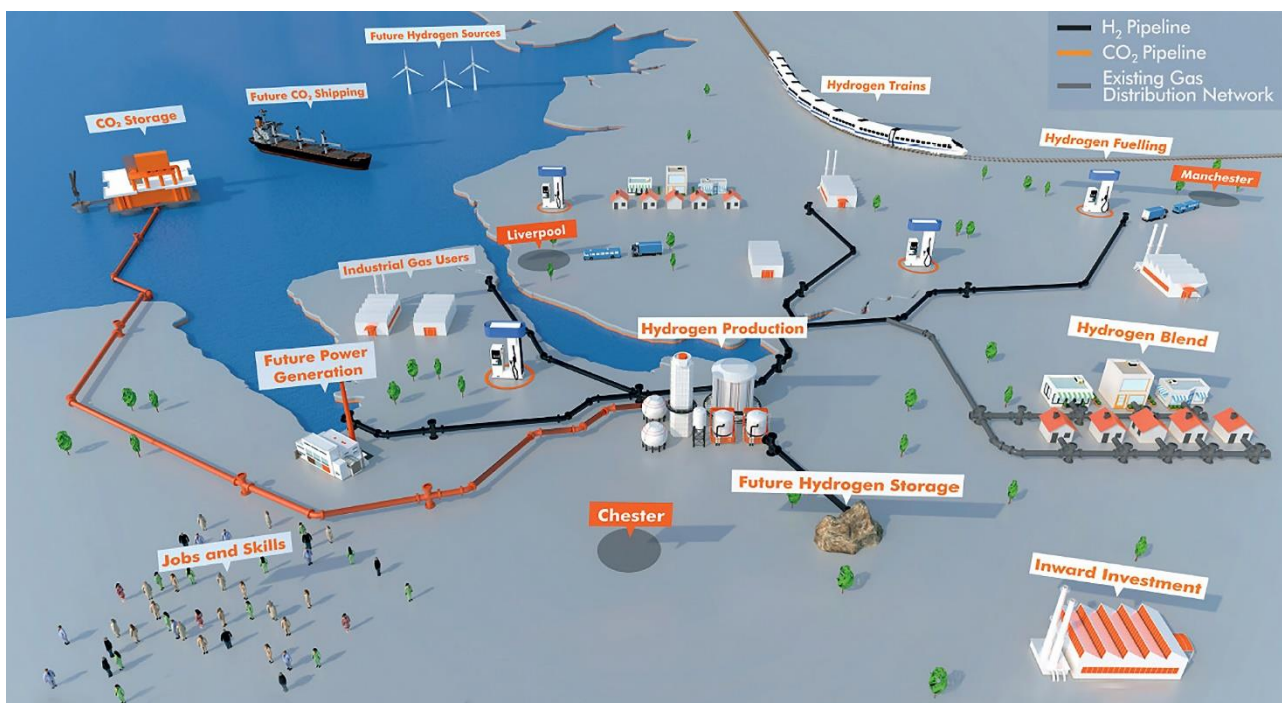 Future Hydrogen Sources
H₂ Pipeline
CO₂ Pipeline
Existing Gas
Distribution Network
Future CO₂ Shipping
Hydrogen Trains
CO₂ Storage
Hydrogen Fuelling
Manchester
Liverpool
Industrial Gas Users
Hydrogen Production
Hydrogen Blend
Future Power
Generation
Future Hydrogen Storage
Chester
Jobs and Skills
Inward Investment